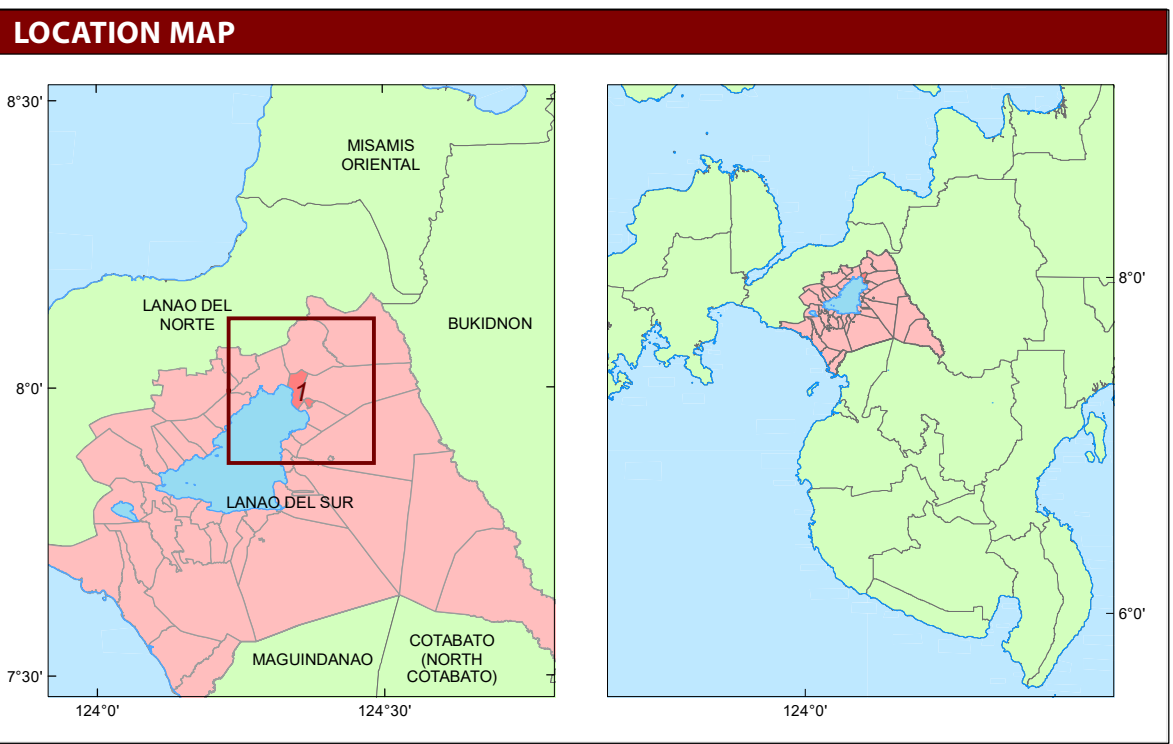 LOCATION MAP
8°30'
8°0'
7°30'
124°0'
124°30'
MISAMIS
ORIENTAL
LANAO DEL
NORTE
BUKIDNON
1
LANAO DEL SUR
MAGUINDANAO
COTABATO
(NORTH
COTABATO)
8°0'
6°0'
124°0'